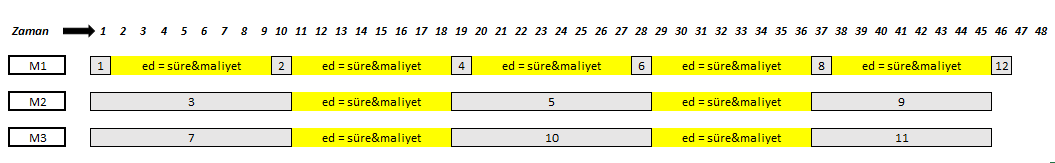 Zaman 1 2 3 4 5 6 7 8 9 10 11 12 13 14 15 16 17 18 19 20 21 22 23 24 25 26 27 28 29 30 31 32 33 34 35 36 37 38 39 40 41 42 43 44 45 46 47 48
M1 1 ed = süre&maliyet 2 ed = süre&maliyet 4 ed = süre&maliyet 6 ed = süre&maliyet 8 ed = süre&maliyet 12
M2 3 ed = süre&maliyet 5 ed = süre&maliyet 9
M3 7 ed = süre&maliyet 10 ed = süre&maliyet 11